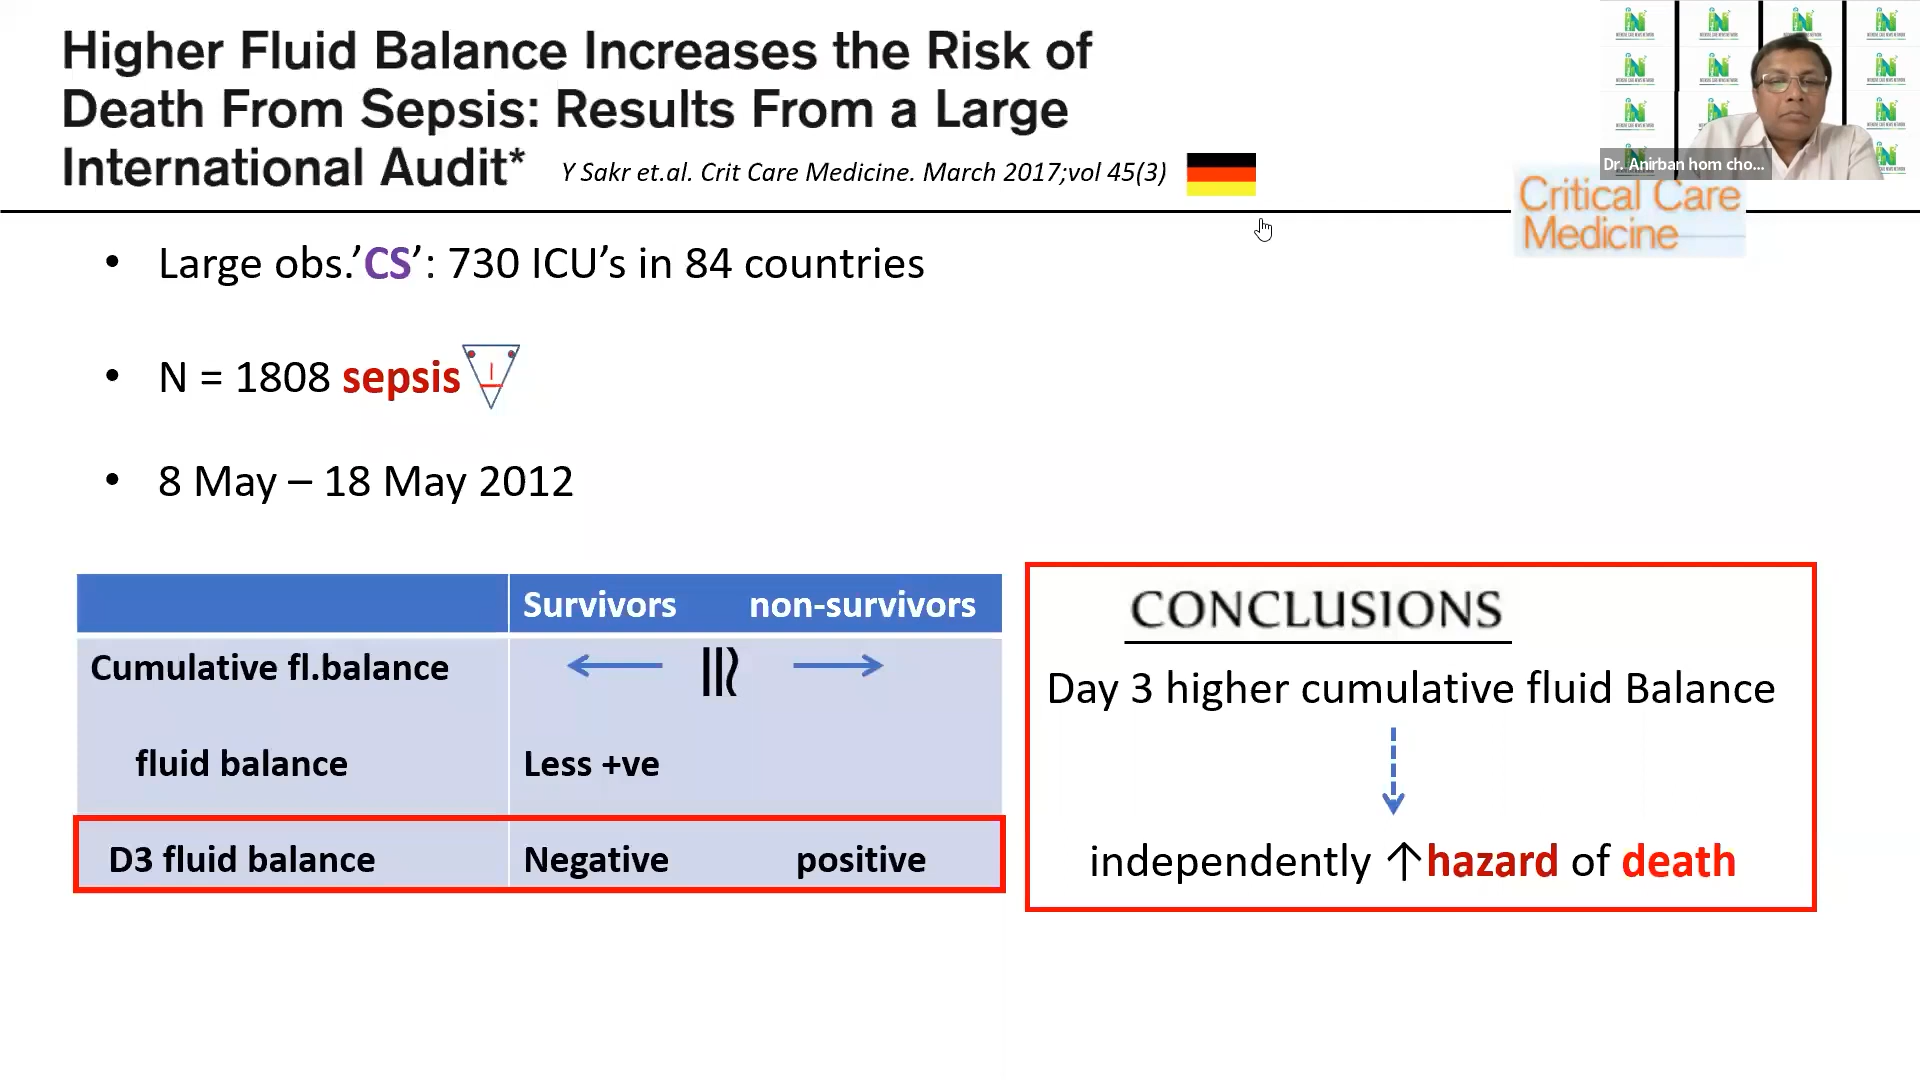 Higher Fluid Balance Increases the Risk of
Death From Sepsis: Results From a Large
International Audit*
Y Sakr et.al. Crit Care Medicine. March 2017;vol 45(3)
Dr. Anirban hom cho...
Critical Care
Medicine
• Large obs.’CS’: 730 ICU’s in 84 countries
• N = 1808 sepsis
• 8 May – 18 May 2012
Survivors non-survivors
Cumulative fl.balance
fluid balance Less +ve
D3 fluid balance Negative positive
CONCLUSIONS
Day 3 higher cumulative fluid Balance
independently ↑hazard of death